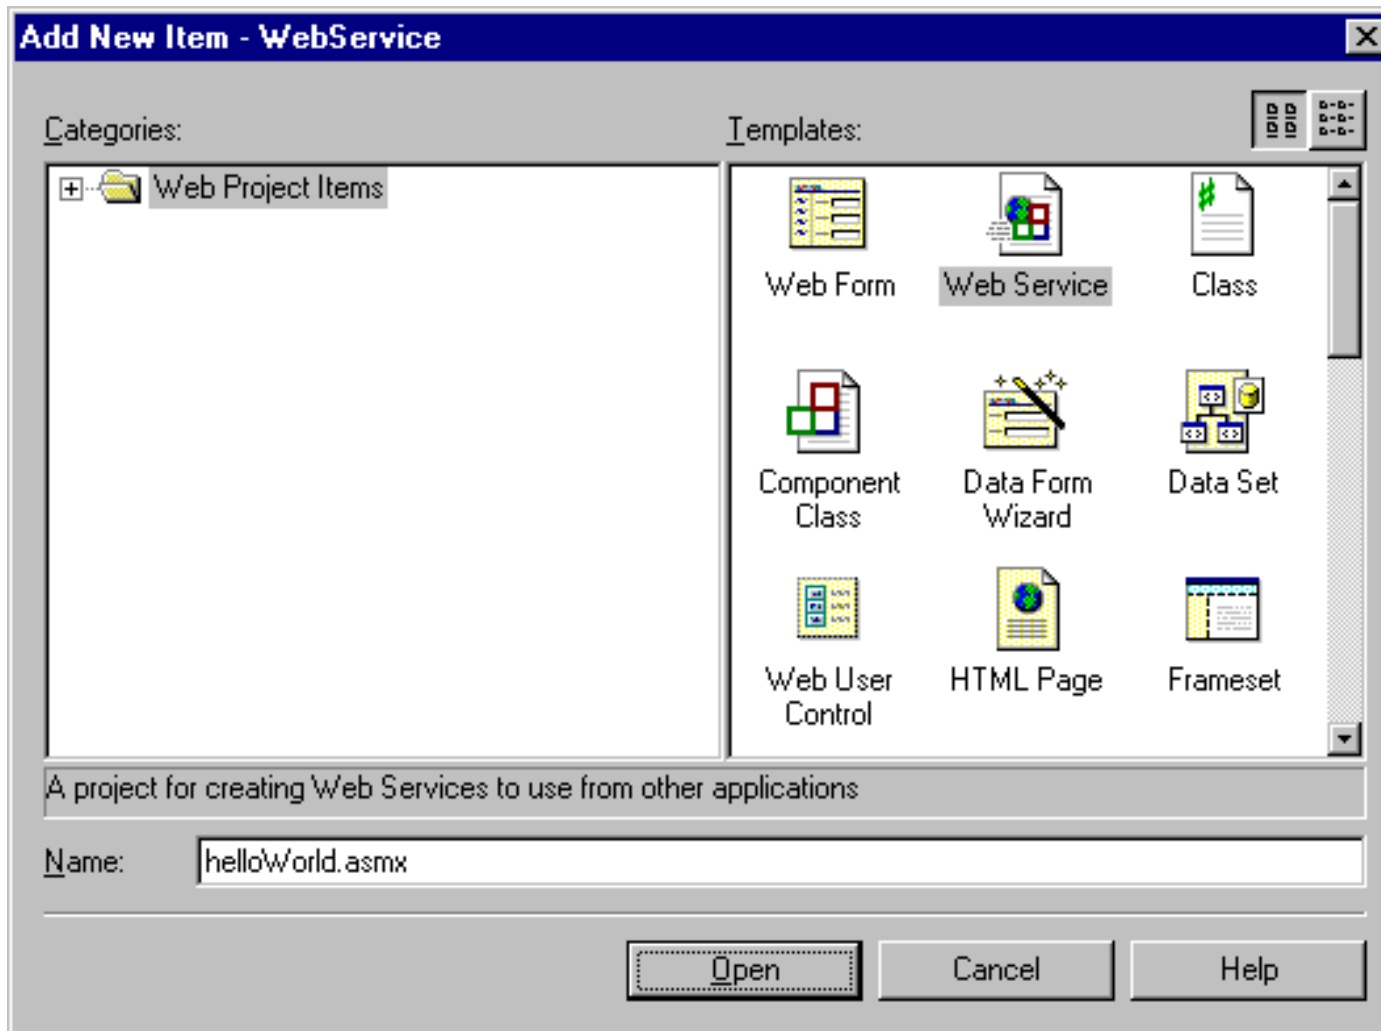 Add New Item - WebService
Categories:
Templates:
Web Project Items
Web Form
Web Service
Class
Component
Class
Data Form
Wizard
Data Set
Web User
Control
HTML Page
Frameset
A project for creating Web Services to use from other applications
Name:
helloWorld.asmx
Open
Cancel
Help